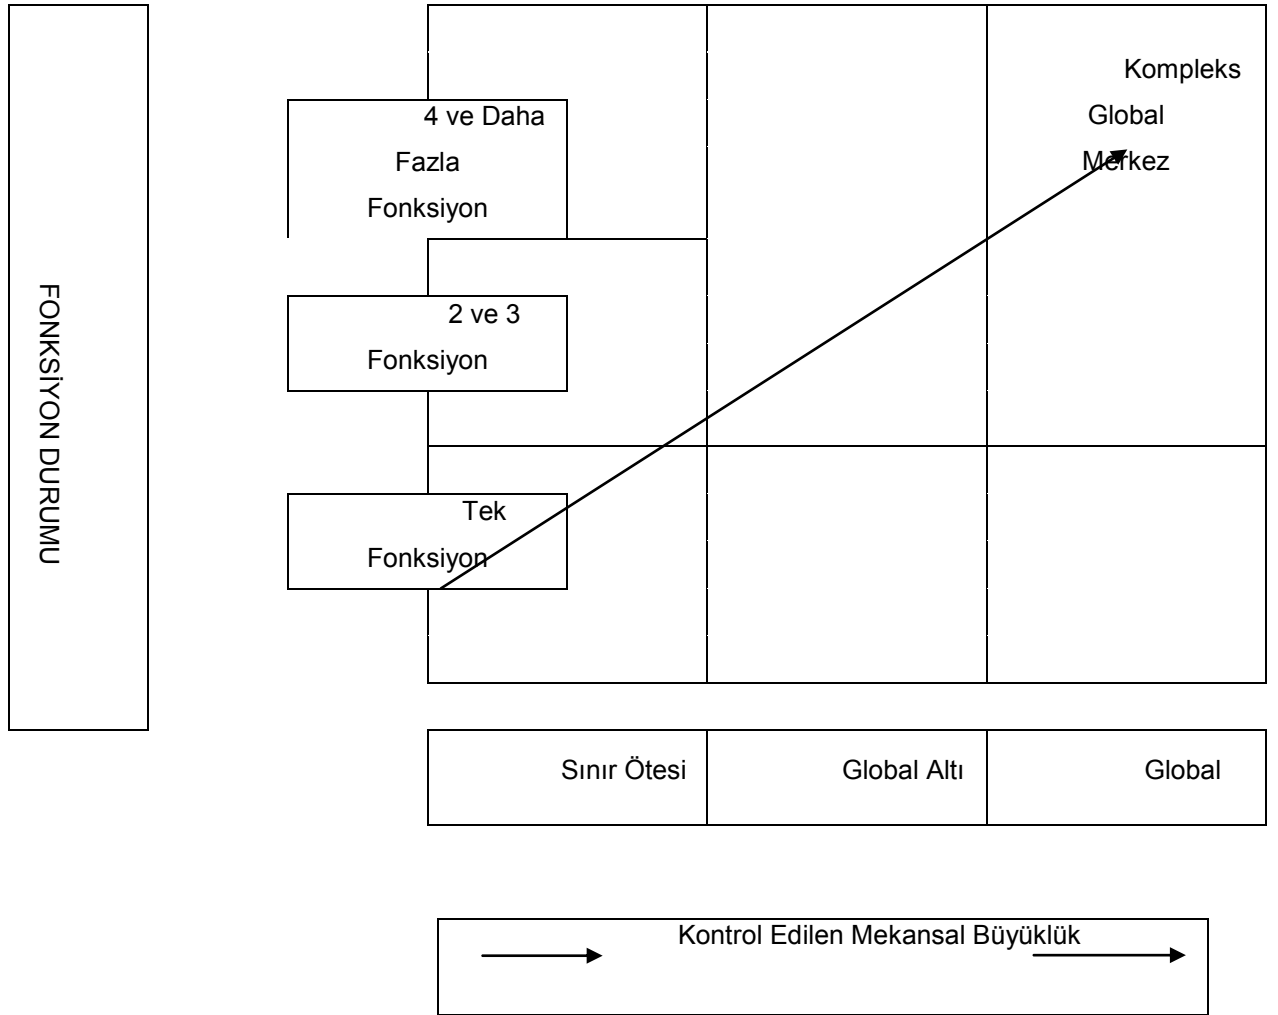 FONKSİYON DURUMU
Kompleks
Global
Merkez
4 ve Daha
Fazla
Fonksiyon
2 ve 3
Fonksiyon
Tek
Fonksiyon
Sınır Ötesi
Global Altı
Global
Kontrol Edilen Mekansal Büyüklük